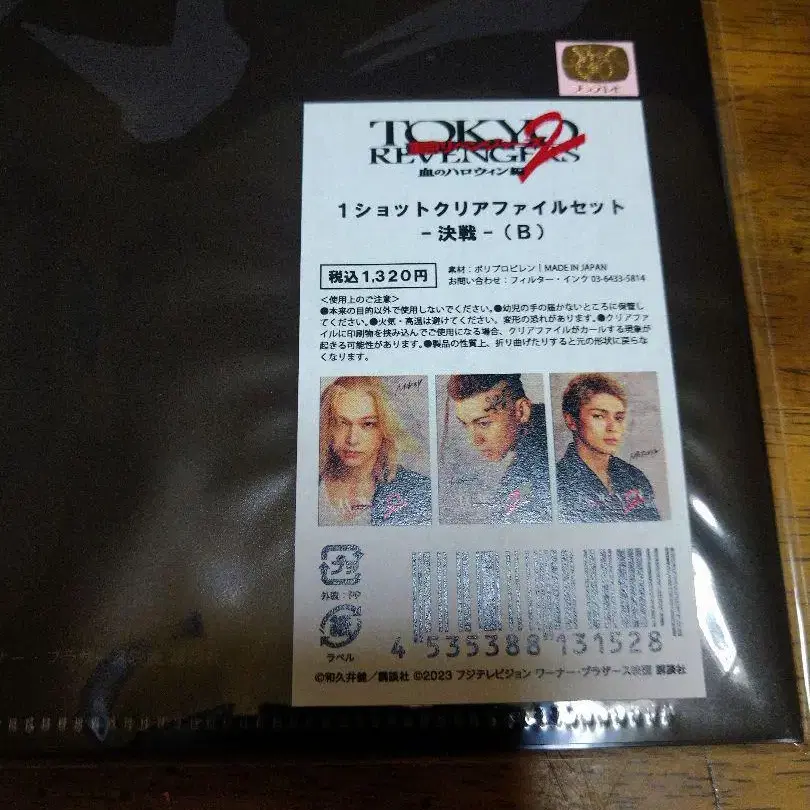 TOKYO
REVENGERS 2
血のハロウィン編
1ショットクリアファイルセット
-決戦-(B)
税込1,320円
素材:ポリプロピレン | MADE IN JAPAN
お問い合わせ:フィルター・インク 03-6433-5814
<使用上のご注意>
●本来の目的以外で使用しないでください。●幼児の手の届かないところに保管し
てください。●火気・高温は避けてください。変形の恐れがあります。●クリアファ
イルに印刷物を挟み込んでご使用になる場合、クリアファイルがカールする現象が
起きる可能性があります。●製品の性質上、折り曲げたりすると元の形状に戻らな
くなります。
2
2
プラ
外袋:PP
ラベル
4 535388 131528
©和久井健/講談社 ©2023 フジテレビジョン ワーナー・ブラザース映画 講談社